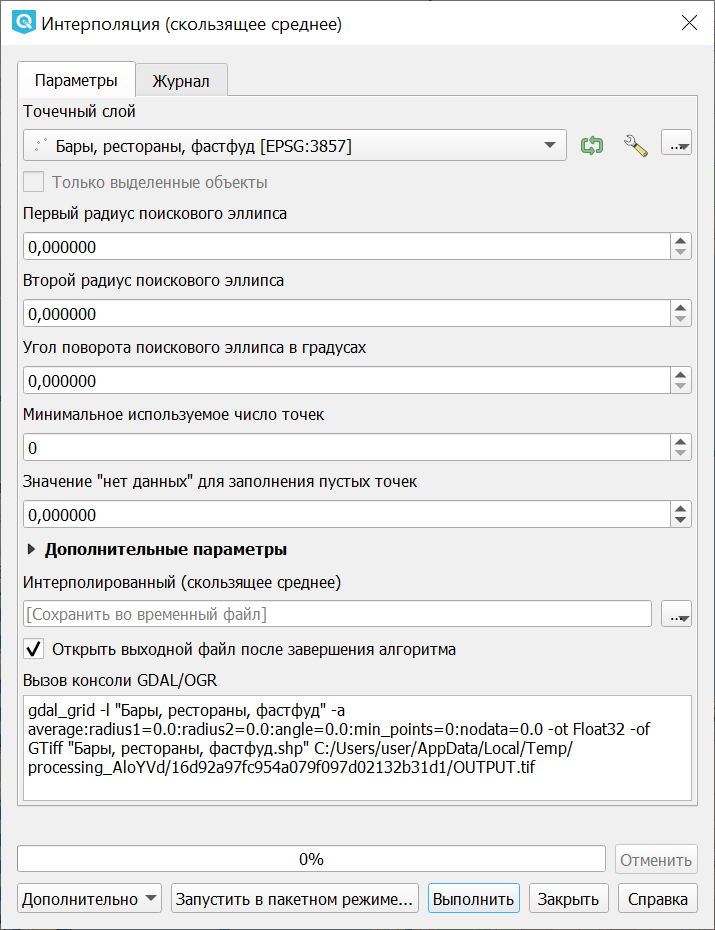 Интерполяция (скользящее среднее)
Параметры
Журнал
Точечный слой
Бары, рестораны, фастфуд [EPSG:3857]
...
Только выделенные объекты
Первый радиус поискового эллипса
0,000000
Второй радиус поискового эллипса
0,000000
Угол поворота поискового эллипса в градусах
0,000000
Минимальное используемое число точек
0
Значение "нет данных" для заполнения пустых точек
0,000000
Дополнительные параметры
Интерполированный (скользящее среднее)
[Сохранить во временный файл]
...
Открыть выходной файл после завершения алгоритма
Вызов консоли GDAL/OGR
gdal_grid -l "Бары, рестораны, фастфуд" -a
average:radius1=0.0:radius2=0.0:angle=0.0:min_points=0:nodata=0.0 -ot Float32 -of
GTiff "Бары, рестораны, фастфуд.shp" C:/Users/user/AppData/Local/Temp/
processing_AloYVd/16d92a97fc954a079f097d02132b31d1/OUTPUT.tif
0%
Отменить
Дополнительно
Запустить в пакетном режиме...
Выполнить
Закрыть
Справка